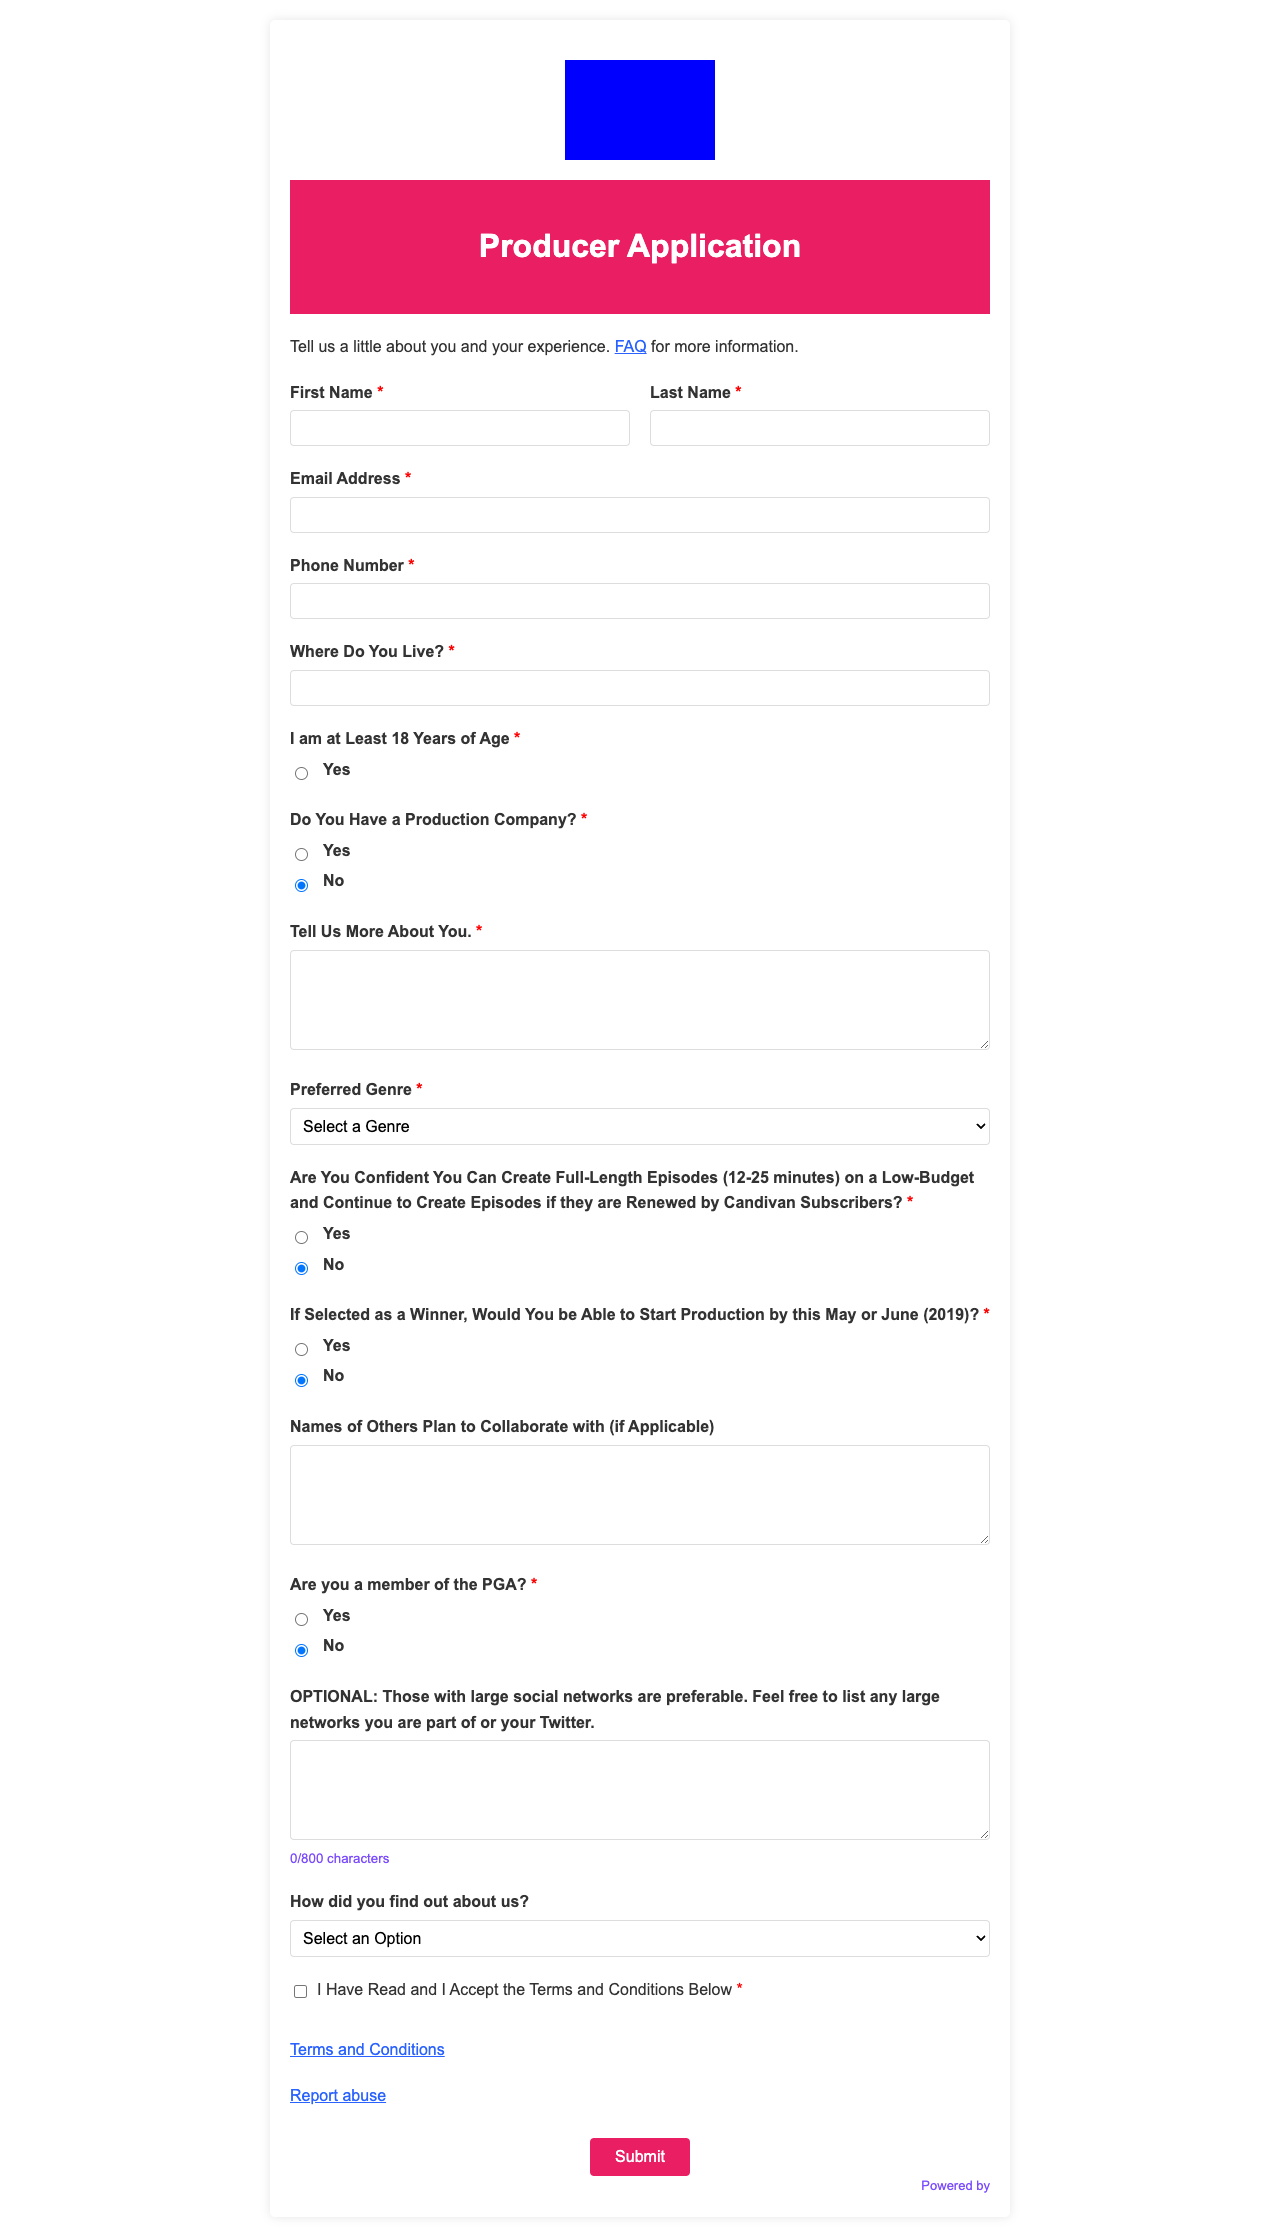 Producer Application
Tell us a little about you and your experience. FAQ for more information.
First Name *
Last Name *
Email Address *
Phone Number *
Where Do You Live? *
I am at Least 18 Years of Age *
Yes
Do You Have a Production Company? *
Yes
No
Tell Us More About You. *
Preferred Genre *
Select a Genre
Are You Confident You Can Create Full-Length Episodes (12-25 minutes) on a Low-Budget
and Continue to Create Episodes if they are Renewed by Candivan Subscribers? *
Yes
No
If Selected as a Winner, Would You be Able to Start Production by this May or June (2019)? *
Yes
No
Names of Others Plan to Collaborate with (if Applicable)
Are you a member of the PGA? *
Yes
No
OPTIONAL: Those with large social networks are preferable. Feel free to list any large
networks you are part of or your Twitter.
0/800 characters
How did you find out about us?
Select an Option
I Have Read and I Accept the Terms and Conditions Below *
Terms and Conditions
Report abuse
Submit
Powered by